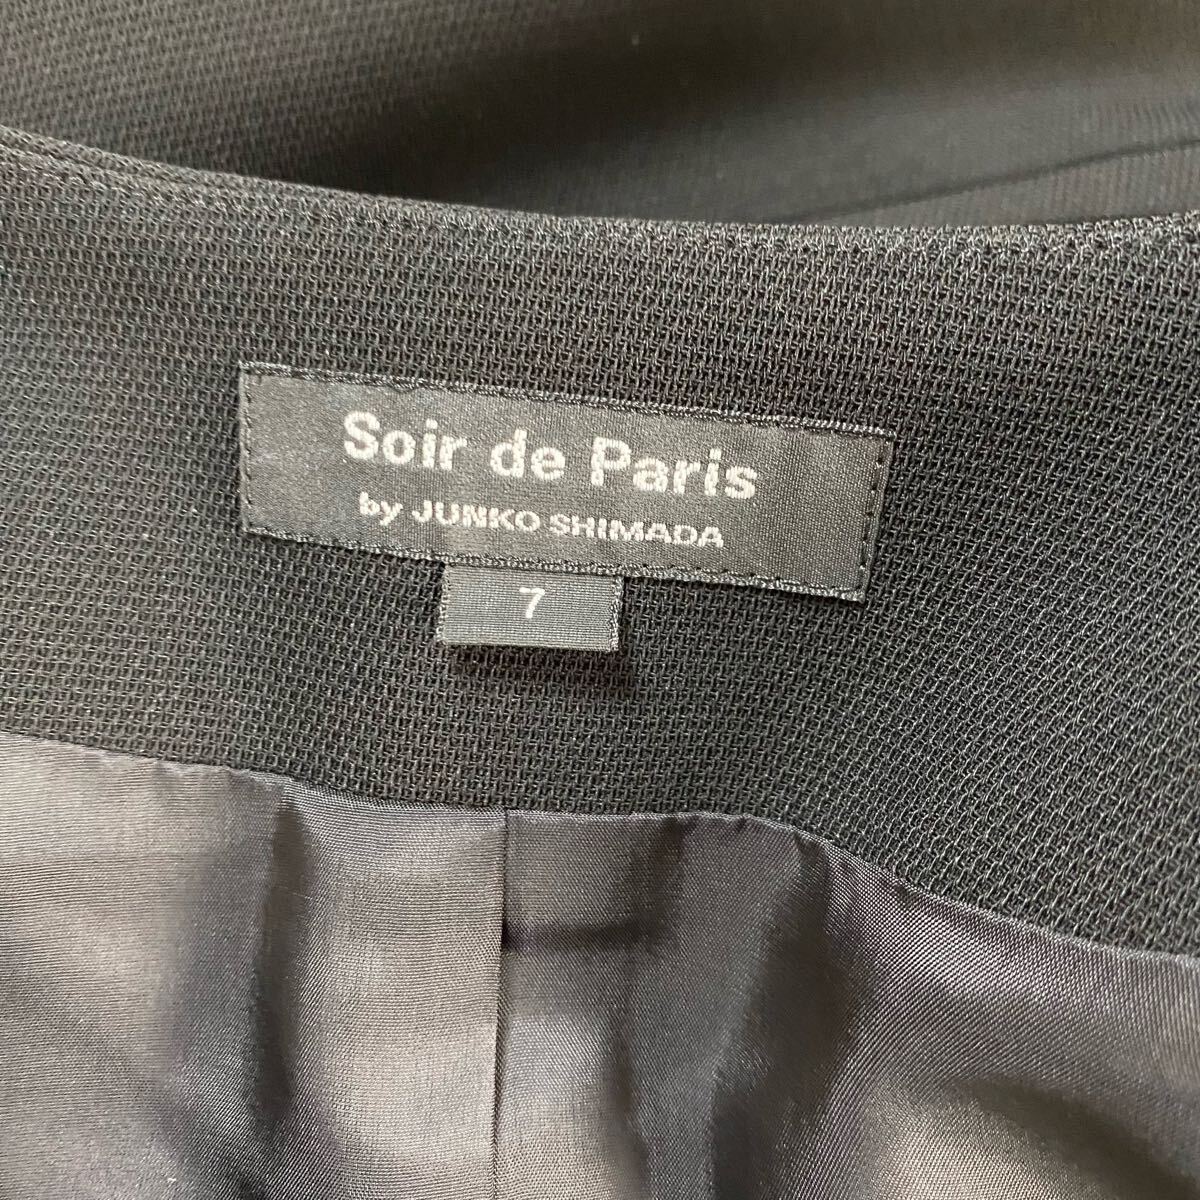 Soir de Paris
by JUNKO SHIMADA
7